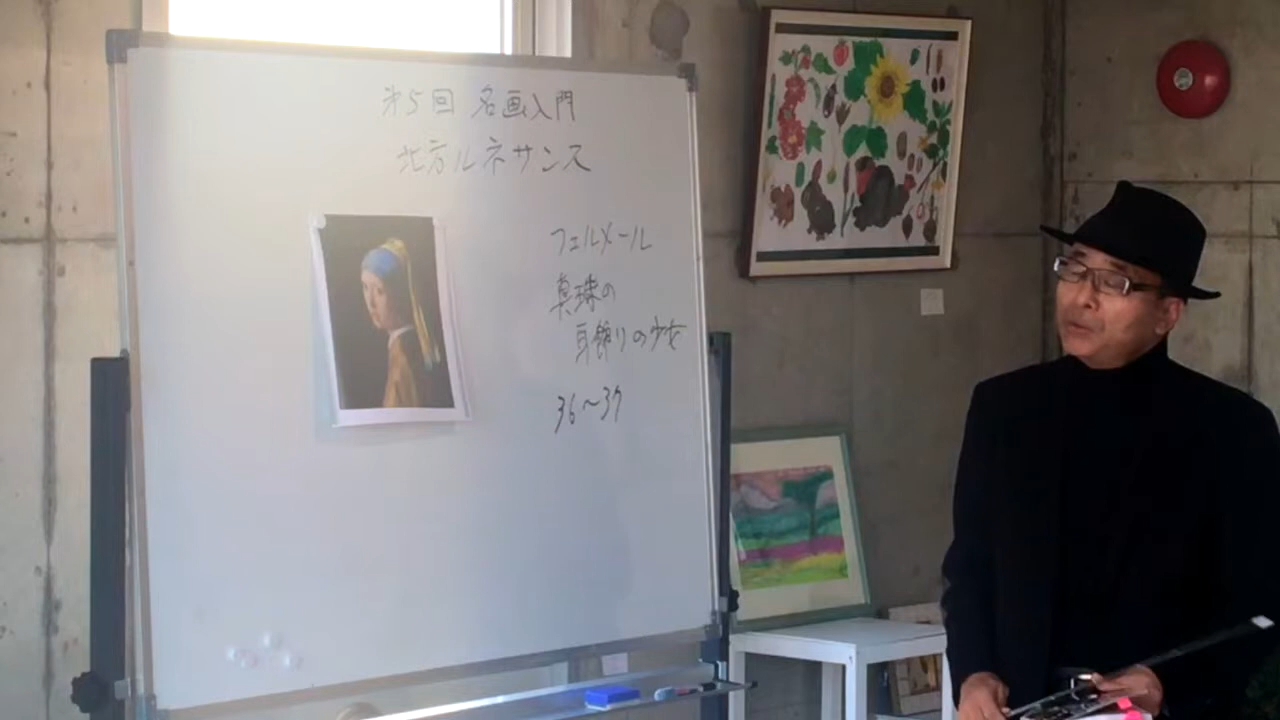 第5回 名画入門
北方ルネサンス
フェルメール
真珠の
耳飾りの少女
36〜37